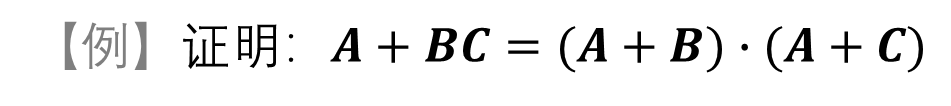 【例】证明：A + BC = (A + B) · (A + C)